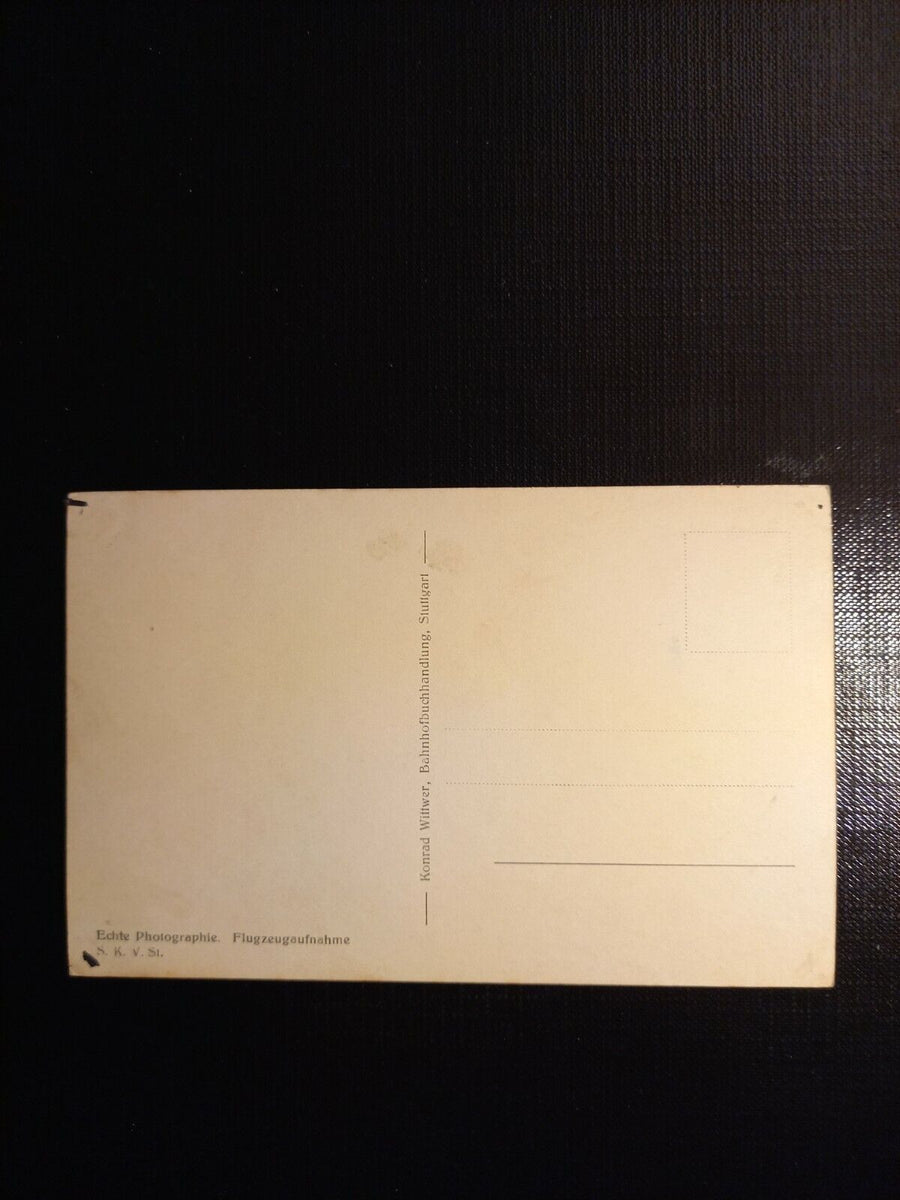 Konrad Wittwer, Bahnhofbuchhandlung, Stuttgart
Echte Photographie. Flugzeugaufnahme
S. K. V. St.